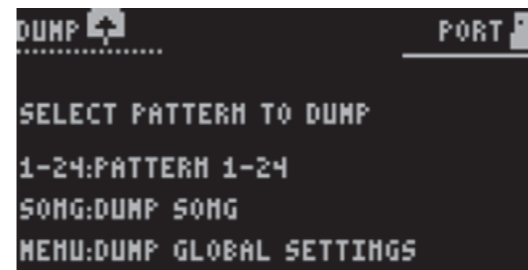 DUMP PORT
SELECT PATTERN TO DUMP
1-24:PATTERN 1-24
SONG:DUMP SONG
MENU:DUMP GLOBAL SETTINGS